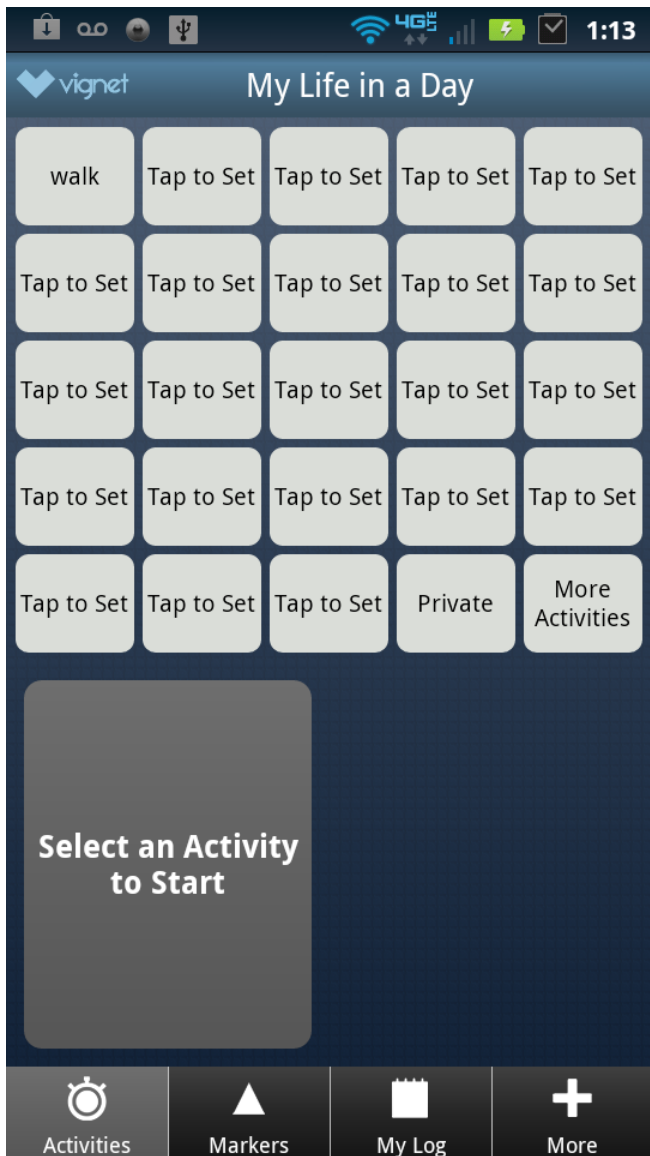 4G LTE 1:13
vignet My Life in a Day
walk Tap to Set Tap to Set Tap to Set Tap to Set
Tap to Set Tap to Set Tap to Set Tap to Set Tap to Set
Tap to Set Tap to Set Tap to Set Tap to Set Tap to Set
Tap to Set Tap to Set Tap to Set Tap to Set Tap to Set
Tap to Set Tap to Set Tap to Set Private More
Activities
Select an Activity
to Start
Activities Markers My Log More